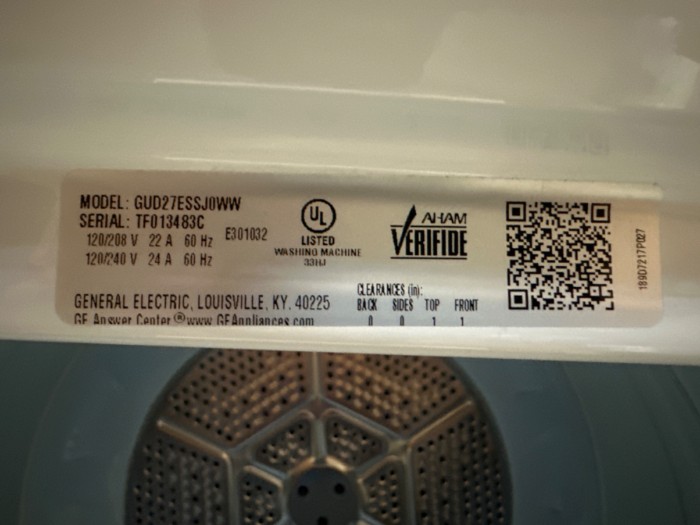 MODEL: GUD27ESSJ0WW
SERIAL: TF013483C
120/208 V 22 A 60 Hz
120/240 V 24 A 60 Hz
E301032
UL
LISTED
WASHING MACHINE
33HJ
AHAM
VERIFIDE
189D7217P027
CLEARANCES (in):
BACK SIDES TOP FRONT
0 0 1 1
GENERAL ELECTRIC, LOUISVILLE, KY. 40225
GE Answer Center ® www.GEAppliances.com